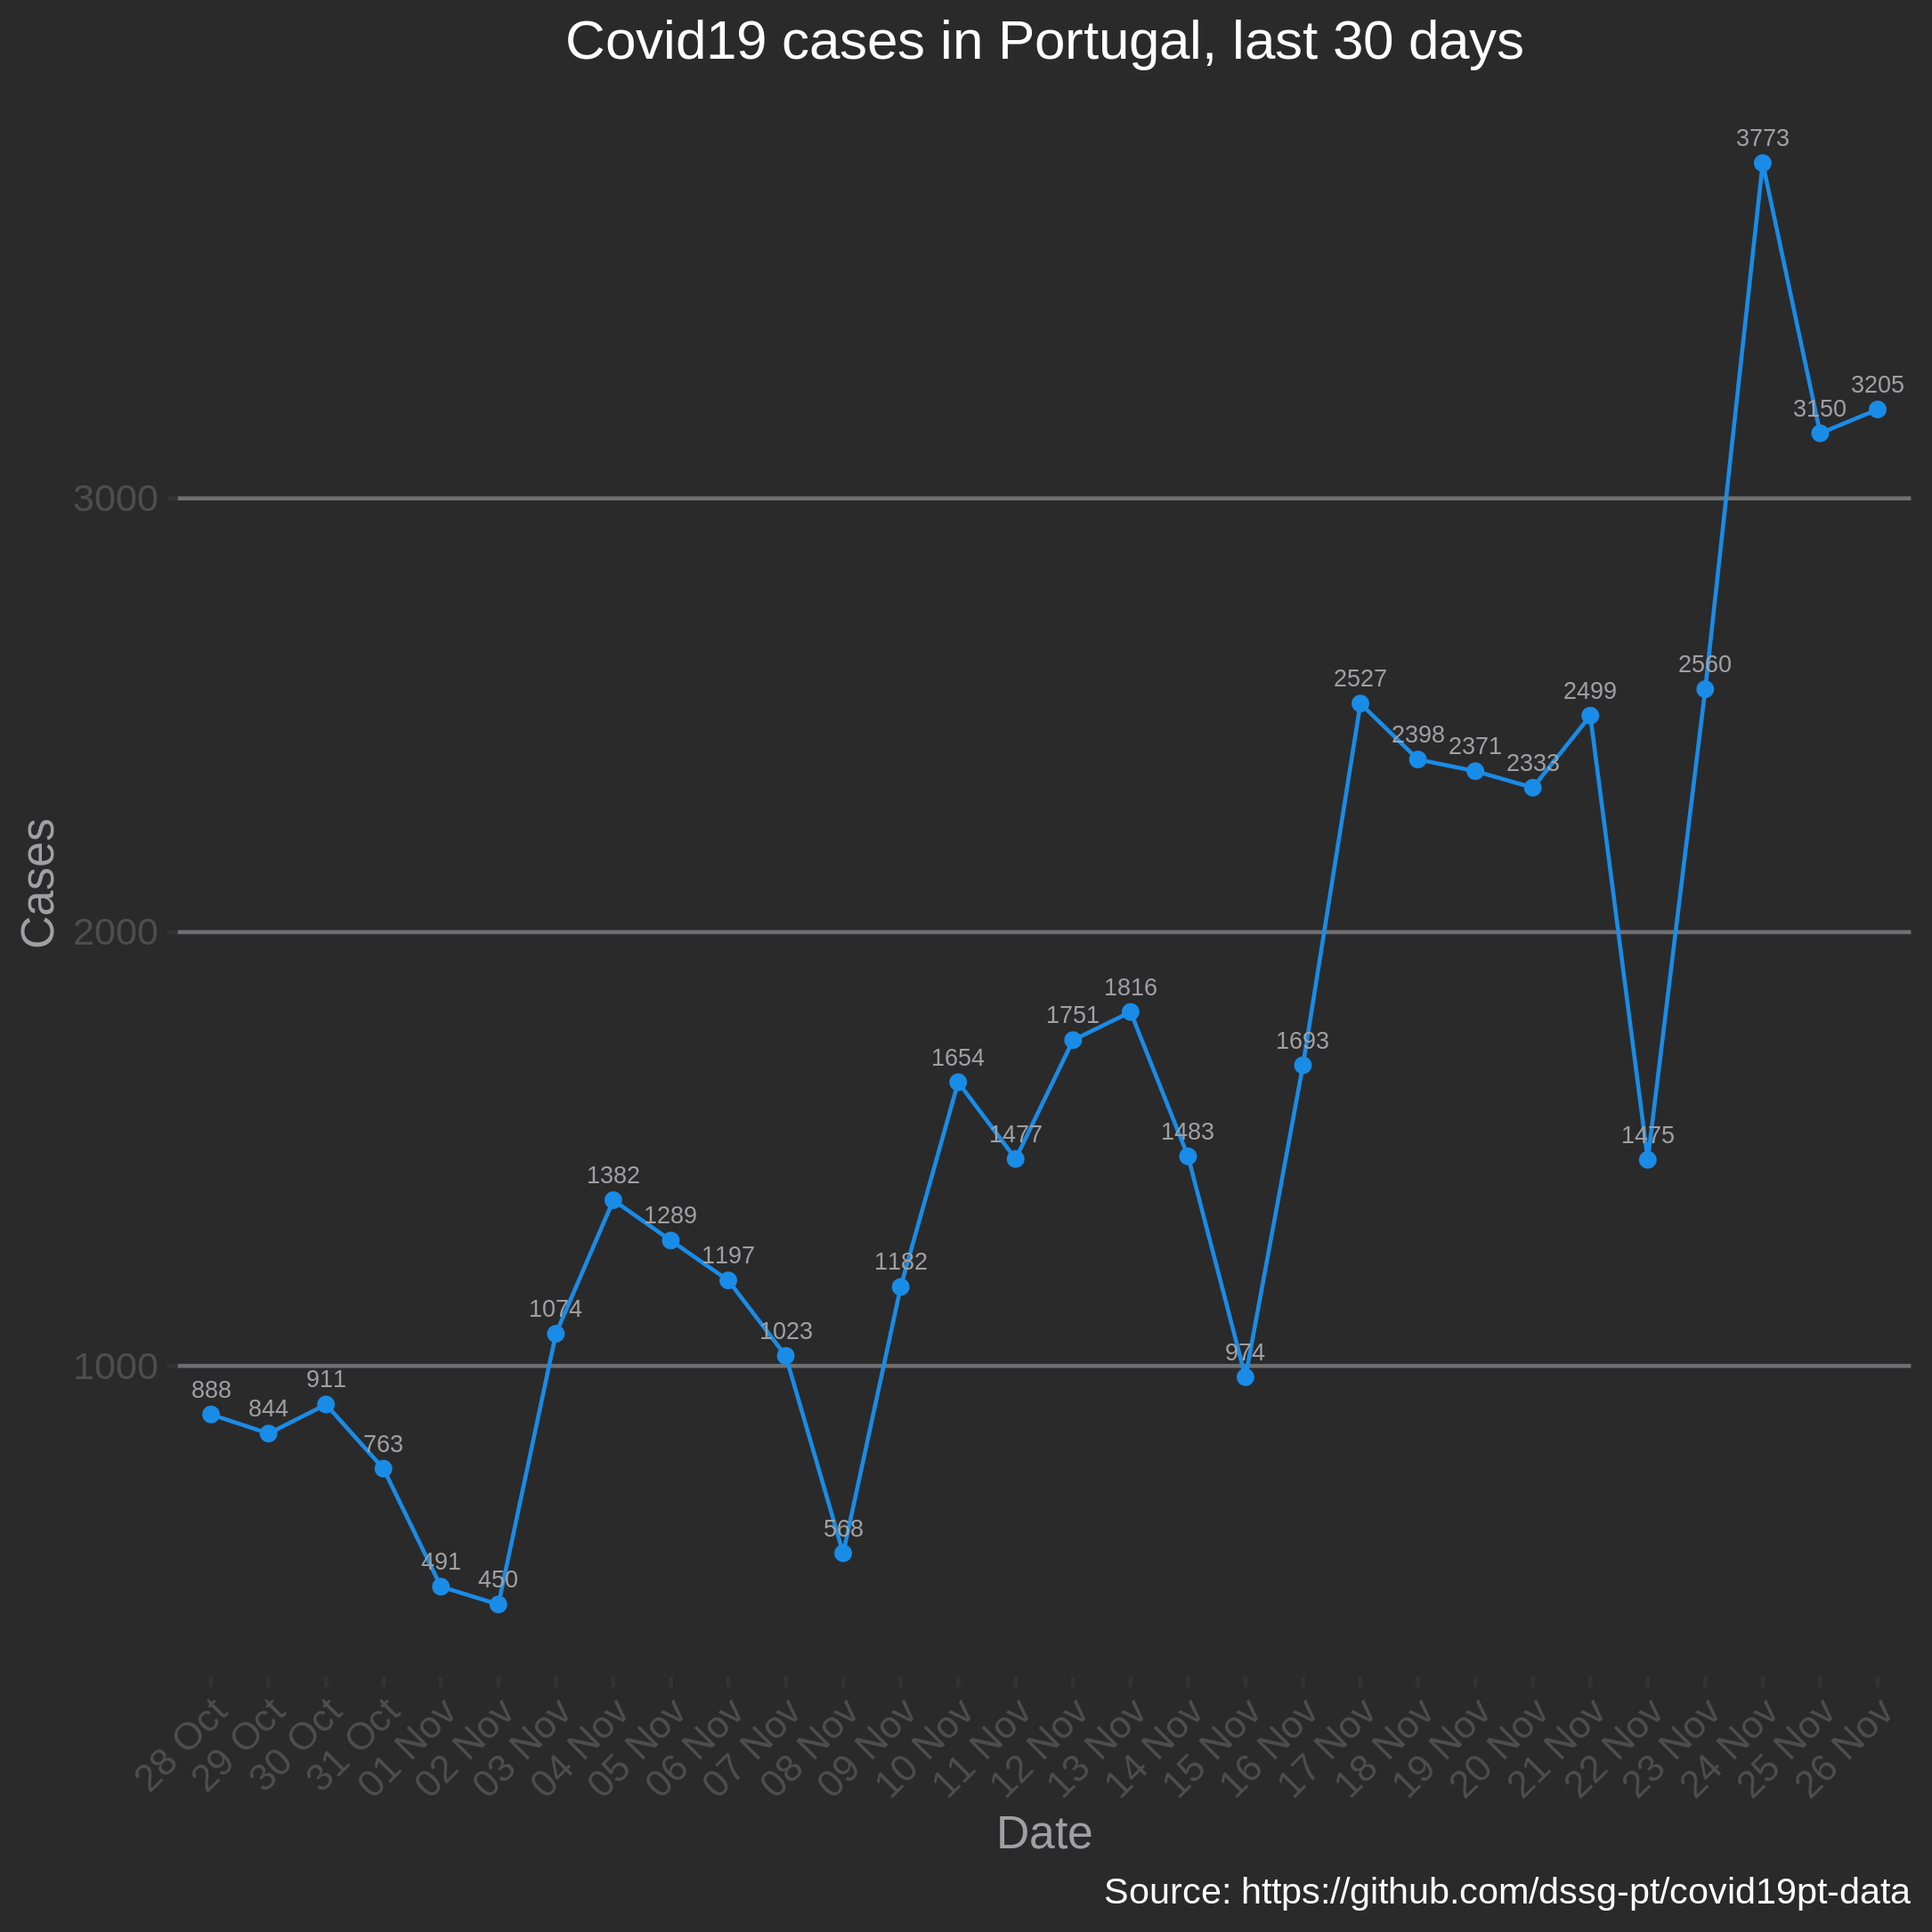 Covid19 cases in Portugal, last 30 days
3773
3205
3150
3000
2560
2527
2499
2398
2371
2333
Cases
2000
1816
1751
1693
1654
1483
1477
1475
1382
1289
1197
1182
1074
1023
974
1000
911
888
844
763
568
491
450
28 Oct
29 Oct
30 Oct
31 Oct
01 Nov
02 Nov
03 Nov
04 Nov
05 Nov
06 Nov
07 Nov
08 Nov
09 Nov
10 Nov
11 Nov
12 Nov
13 Nov
14 Nov
15 Nov
16 Nov
17 Nov
18 Nov
19 Nov
20 Nov
21 Nov
22 Nov
23 Nov
24 Nov
25 Nov
26 Nov
Date
Source: https://github.com/dssg-pt/covid19pt-data